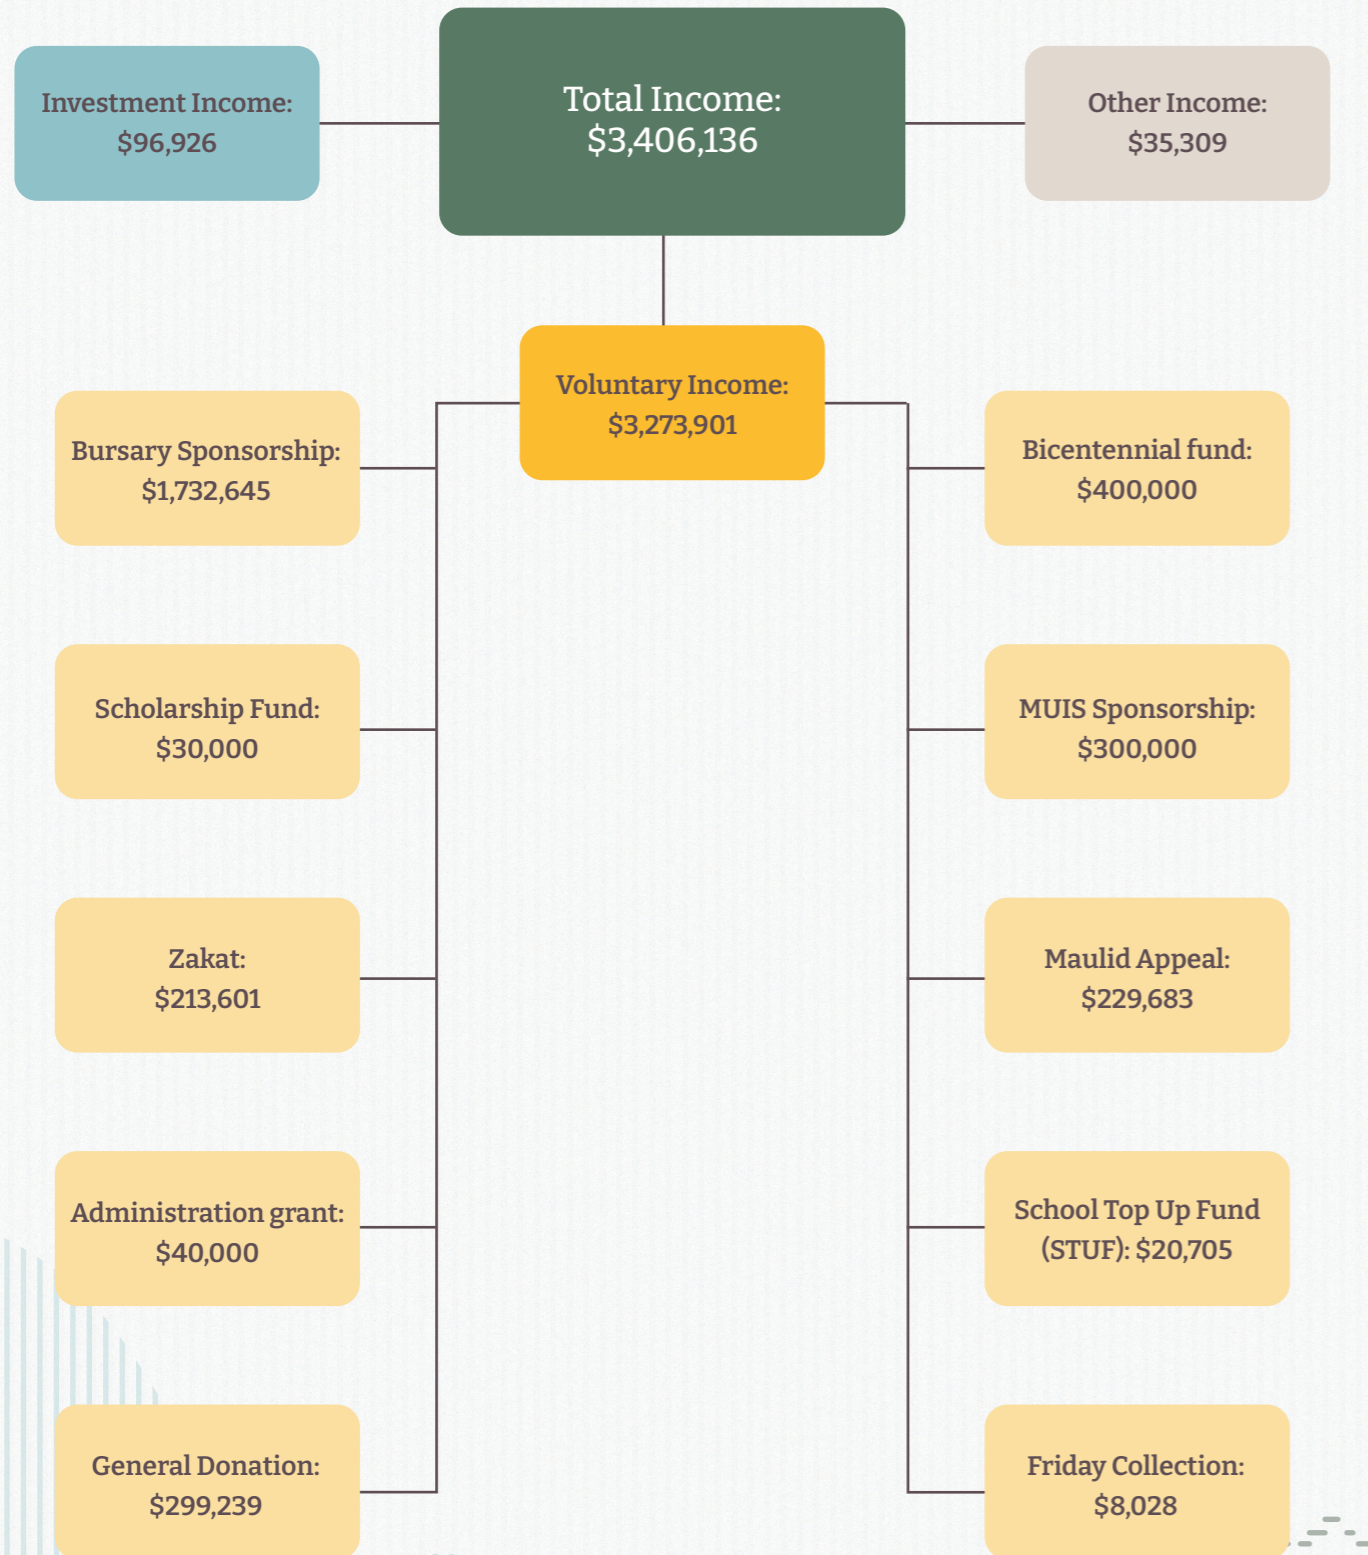 Investment Income:
$96,926
Total Income:
$3,406,136
Other Income:
$35,309
Voluntary Income:
$3,273,901
Bursary Sponsorship:
$1,732,645
Bicentennial fund:
$400,000
Scholarship Fund:
$30,000
MUIS Sponsorship:
$300,000
Zakat:
$213,601
Maulid Appeal:
$229,683
Administration grant:
$40,000
School Top Up Fund
(STUF): $20,705
General Donation:
$299,239
Friday Collection:
$8,028